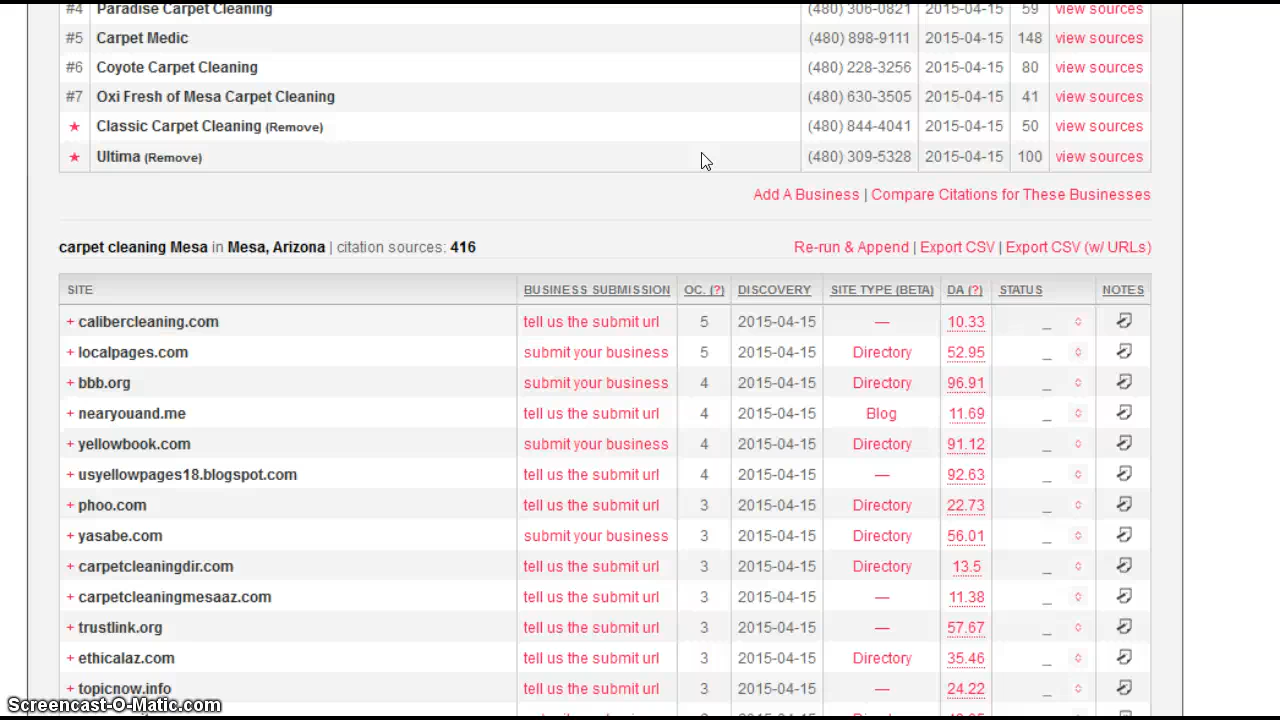 #4 Paradise Carpet Cleaning (480) 306-0821 2015-04-15 59 view sources
#5 Carpet Medic (480) 898-9111 2015-04-15 148 view sources
#6 Coyote Carpet Cleaning (480) 228-3256 2015-04-15 80 view sources
#7 Oxi Fresh of Mesa Carpet Cleaning (480) 630-3505 2015-04-15 41 view sources
★ Classic Carpet Cleaning (Remove) (480) 844-4041 2015-04-15 50 view sources
★ Ultima (Remove) (480) 309-5328 2015-04-15 100 view sources
Add A Business | Compare Citations for These Businesses
carpet cleaning Mesa in Mesa, Arizona | citation sources: 416 Re-run & Append | Export CSV | Export CSV (w/ URLs)
SITE BUSINESS SUBMISSION OC. (?) DISCOVERY SITE TYPE (BETA) DA (?) STATUS NOTES
+ calibercleaning.com tell us the submit url 5 2015-04-15 — 10.33 _
+ localpages.com submit your business 5 2015-04-15 Directory 52.95 _
+ bbb.org submit your business 4 2015-04-15 Directory 96.91 _
+ nearyouand.me tell us the submit url 4 2015-04-15 Blog 11.69 _
+ yellowbook.com submit your business 4 2015-04-15 Directory 91.12 _
+ usyellowpages18.blogspot.com tell us the submit url 4 2015-04-15 — 92.63 _
+ phoo.com tell us the submit url 3 2015-04-15 Directory 22.73 _
+ yasabe.com submit your business 3 2015-04-15 Directory 56.01 _
+ carpetcleaningdir.com tell us the submit url 3 2015-04-15 Directory 13.5 _
+ carpetcleaningmesaaz.com tell us the submit url 3 2015-04-15 — 11.38 _
+ trustlink.org tell us the submit url 3 2015-04-15 — 57.67 _
+ ethicalaz.com tell us the submit url 3 2015-04-15 Directory 35.46 _
+ topicnow.info tell us the submit url 3 2015-04-15 — 24.22 _
Screencast-O-Matic.com